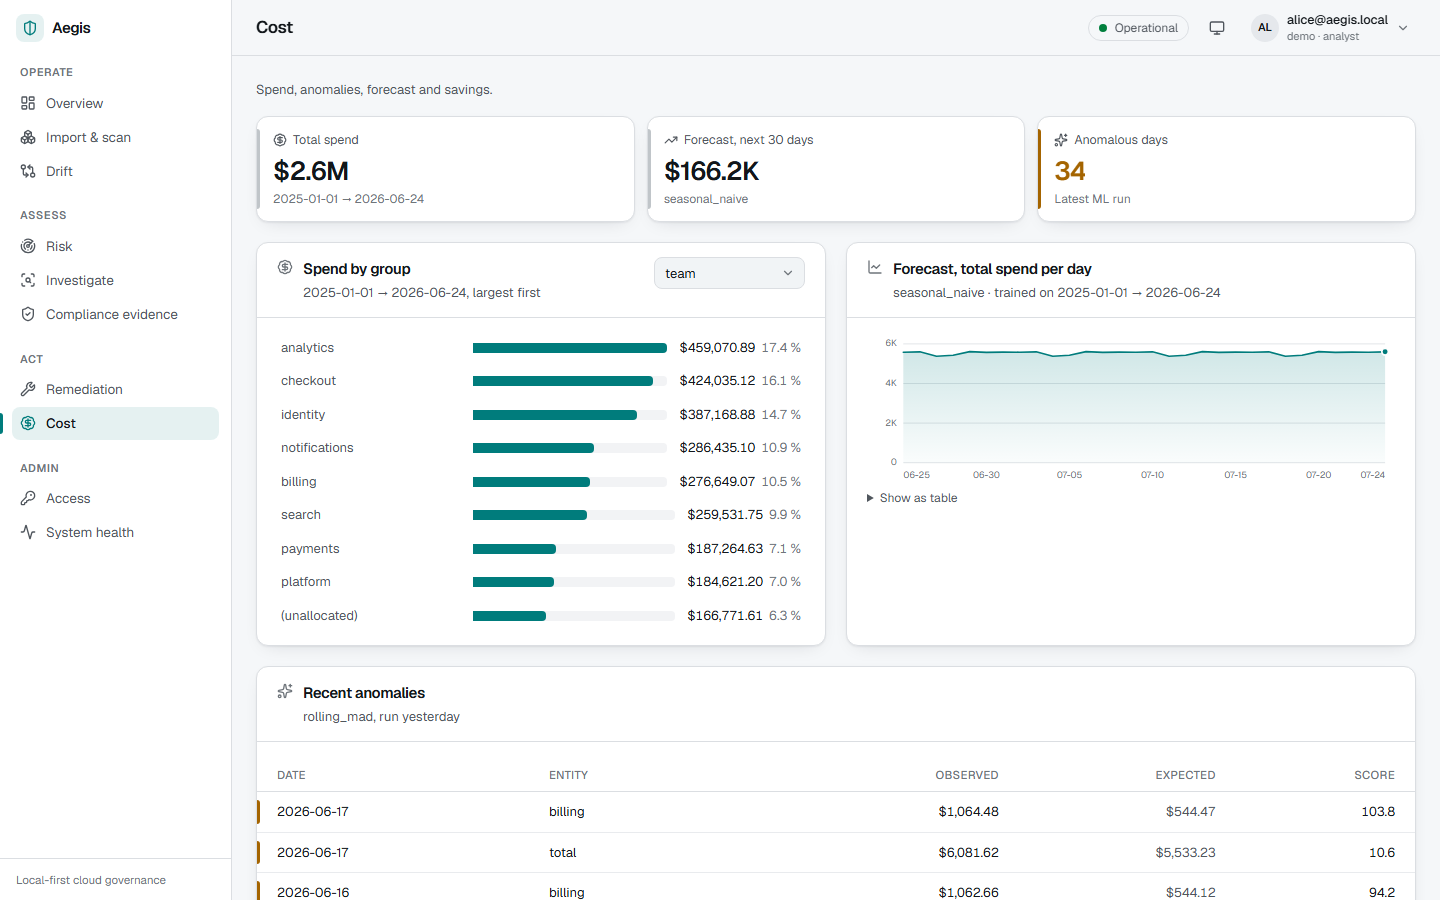 Aegis
OPERATE
Overview
Import & scan
Drift
ASSESS
Risk
Investigate
Compliance evidence
ACT
Remediation
Cost
ADMIN
Access
System health
Local-first cloud governance
Cost
Operational
AL
alice@aegis.local
demo · analyst
Spend, anomalies, forecast and savings.
Total spend
$2.6M
2025-01-01 → 2026-06-24
Forecast, next 30 days
$166.2K
seasonal_naive
Anomalous days
34
Latest ML run
Spend by group
2025-01-01 → 2026-06-24, largest first
team
analytics $459,070.89 17.4 %
checkout $424,035.12 16.1 %
identity $387,168.88 14.7 %
notifications $286,435.10 10.9 %
billing $276,649.07 10.5 %
search $259,531.75 9.9 %
payments $187,264.63 7.1 %
platform $184,621.20 7.0 %
(unallocated) $166,771.61 6.3 %
Forecast, total spend per day
seasonal_naive · trained on 2025-01-01 → 2026-06-24
6K
4K
2K
0
06-25 06-30 07-05 07-10 07-15 07-20 07-24
Show as table
Recent anomalies
rolling_mad, run yesterday
DATE ENTITY OBSERVED EXPECTED SCORE
2026-06-17 billing $1,064.48 $544.47 103.8
2026-06-17 total $6,081.62 $5,533.23 10.6
2026-06-16 billing $1,062.66 $544.12 94.2